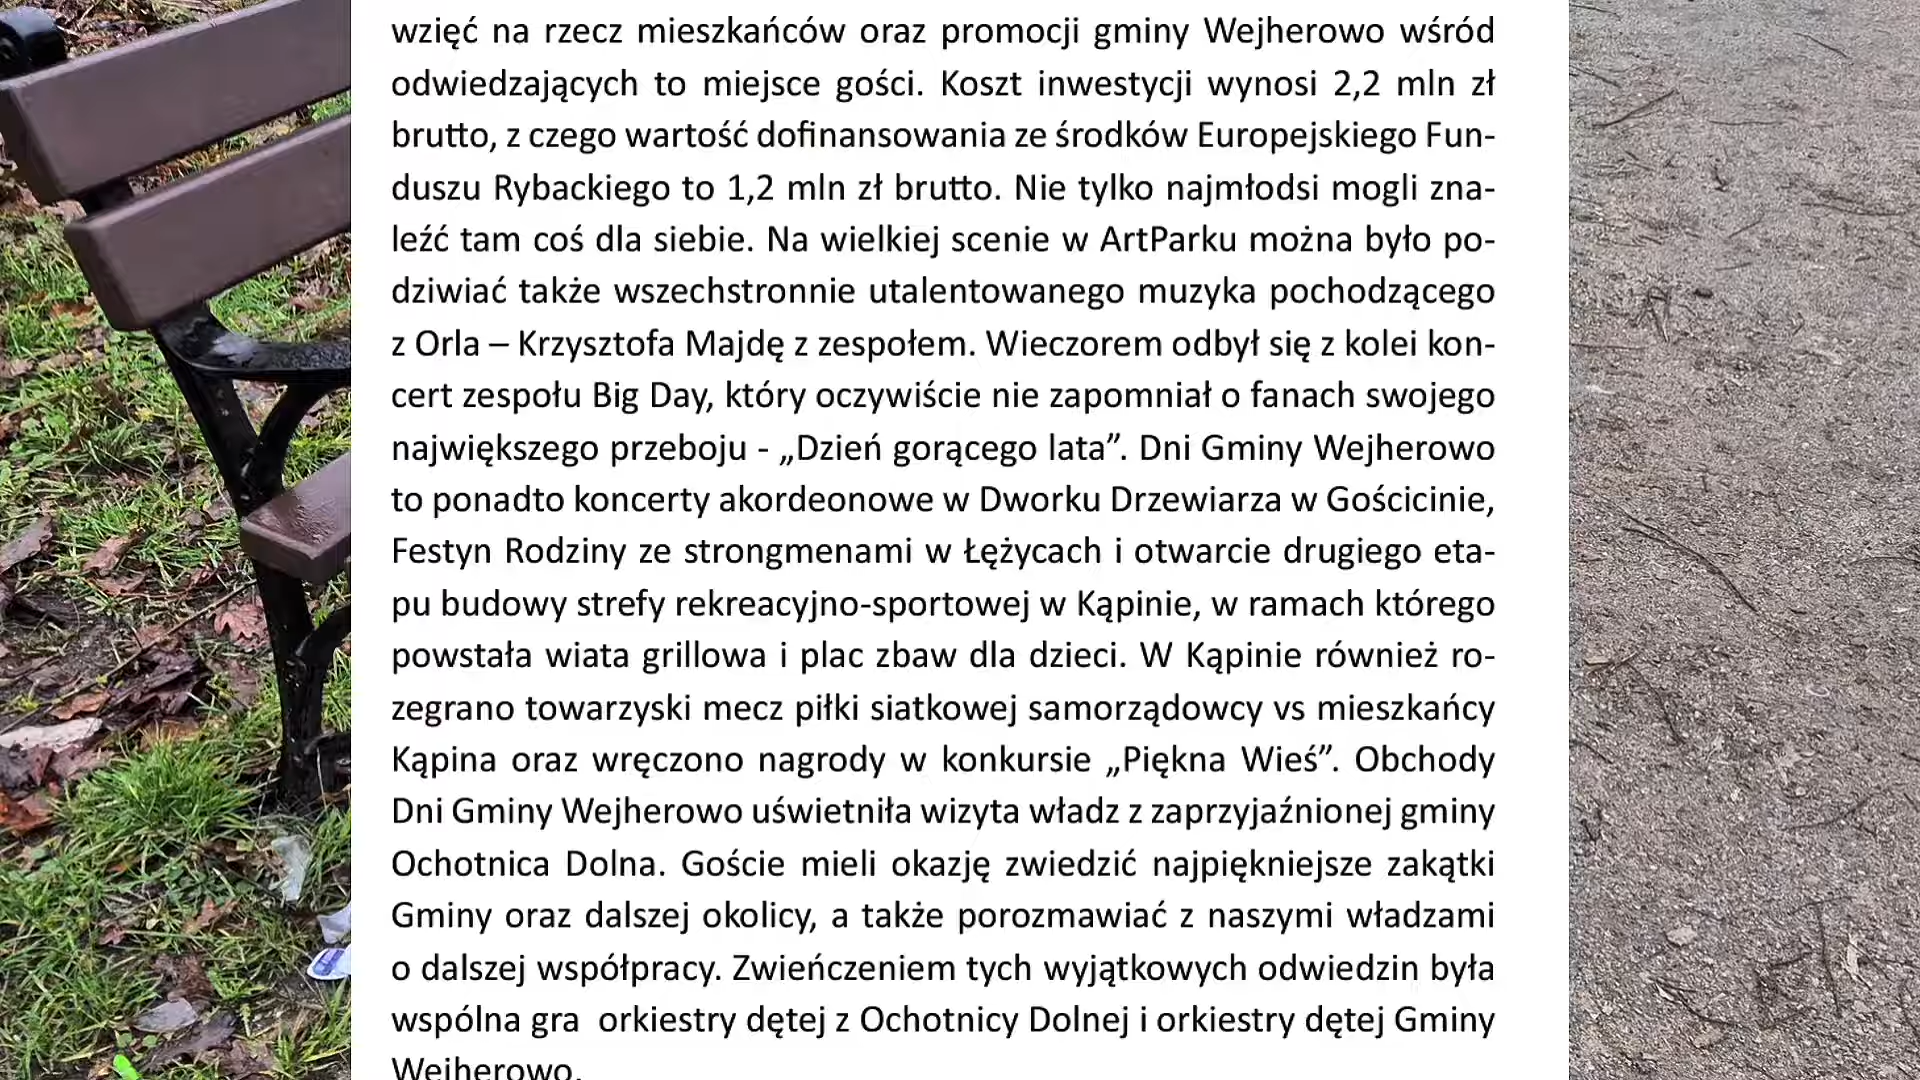 wzięć na rzecz mieszkańców oraz promocji gminy Wejherowo wśród
odwiedzających to miejsce gości. Koszt inwestycji wynosi 2,2 mln zł
brutto, z czego wartość dofinansowania ze środków Europejskiego Fun-
duszu Rybackiego to 1,2 mln zł brutto. Nie tylko najmłodsi mogli zna-
leźć tam coś dla siebie. Na wielkiej scenie w ArtParku można było po-
dziwiać także wszechstronnie utalentowanego muzyka pochodzącego
z Orla – Krzysztofa Majdę z zespołem. Wieczorem odbył się z kolei kon-
cert zespołu Big Day, który oczywiście nie zapomniał o fanach swojego
największego przeboju - „Dzień gorącego lata”. Dni Gminy Wejherowo
to ponadto koncerty akordeonowe w Dworku Drzewiarza w Gościcinie,
Festyn Rodziny ze strongmenami w Łężycach i otwarcie drugiego eta-
pu budowy strefy rekreacyjno-sportowej w Kąpinie, w ramach którego
powstała wiata grillowa i plac zbaw dla dzieci. W Kąpinie również ro-
zegrano towarzyski mecz piłki siatkowej samorządowcy vs mieszkańcy
Kąpina oraz wręczono nagrody w konkursie „Piękna Wieś”. Obchody
Dni Gminy Wejherowo uświetniła wizyta władz z zaprzyjaźnionej gminy
Ochotnica Dolna. Goście mieli okazję zwiedzić najpiękniejsze zakątki
Gminy oraz dalszej okolicy, a także porozmawiać z naszymi władzami
o dalszej współpracy. Zwieńczeniem tych wyjątkowych odwiedzin była
wspólna gra  orkiestry dętej z Ochotnicy Dolnej i orkiestry dętej Gminy
Wejherowo.